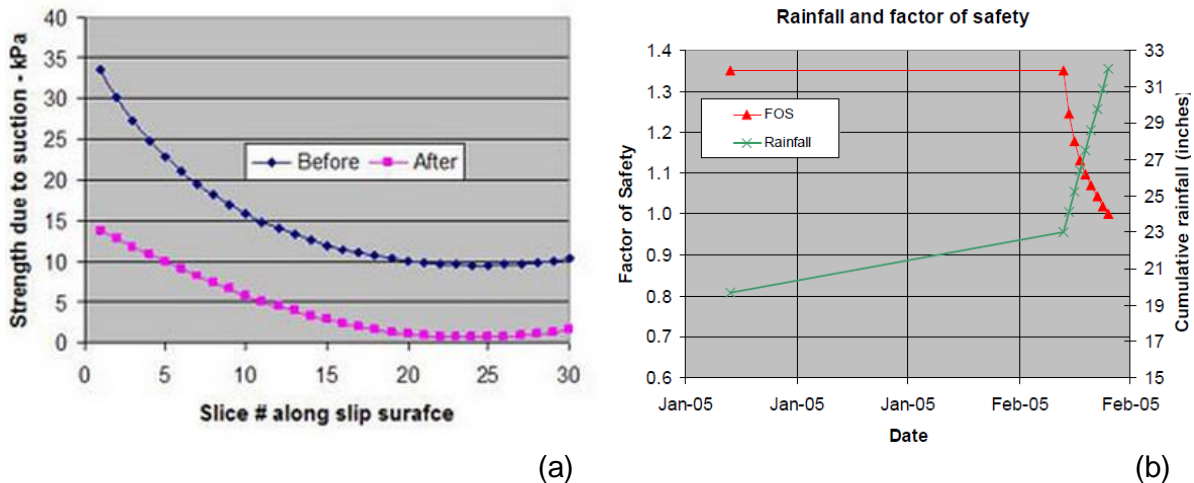 40
35
30
25
20
15
10
5
0
Strength due to suction - kPa
Before
After
0 5 10 15 20 25 30
Slice # along slip surafce
(a)
Rainfall and factor of safety
1.4
1.3
1.2
1.1
1.0
0.9
0.8
0.7
0.6
Factor of Safety
FOS
Rainfall
33
31
29
27
25
23
21
19
17
15
Cumulative rainfall (inches)
Jan-05 Jan-05 Jan-05 Feb-05 Feb-05
Date
(b)